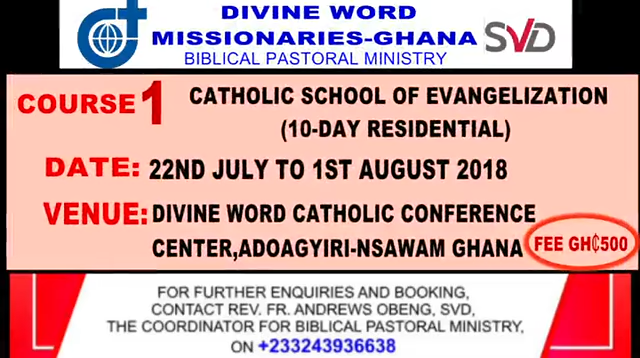 DIVINE WORD
MISSIONARIES-GHANA
SVD
BIBLICAL PASTORAL MINISTRY
COURSE 1 CATHOLIC SCHOOL OF EVANGELIZATION
(10-DAY RESIDENTIAL)
DATE: 22ND JULY TO 1ST AUGUST 2018
VENUE: DIVINE WORD CATHOLIC CONFERENCE
CENTER,ADOAGYIRI-NSAWAM GHANA
FEE GH₵500
FOR FURTHER ENQUIRIES AND BOOKING,
CONTACT REV. FR. ANDREWS OBENG, SVD,
THE COORDINATOR FOR BIBLICAL PASTORAL MINISTRY,
ON +233243936638